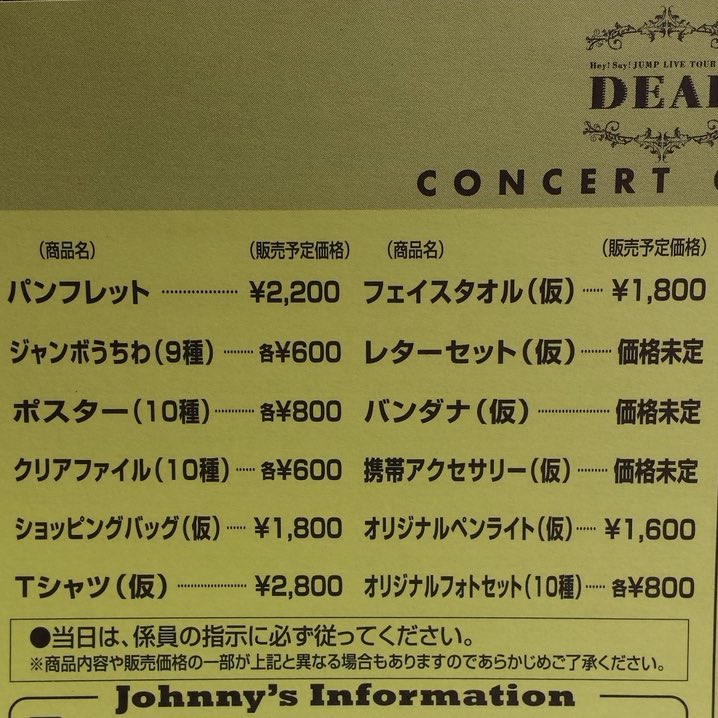 Hey! Say! JUMP LIVE TOUR
DEA
CONCERT
(商品名) (販売予定価格)
パンフレット ¥2,200
ジャンボうちわ(9種) 各¥600
ポスター(10種) 各¥800
クリアファイル(10種) 各¥600
ショッピングバッグ(仮) ¥1,800
Tシャツ(仮) ¥2,800
(商品名) (販売予定価格)
フェイスタオル(仮) ¥1,800
レターセット(仮) 価格未定
バンダナ(仮) 価格未定
携帯アクセサリー(仮) 価格未定
オリジナルペンライト(仮) ¥1,600
オリジナルフォトセット(10種) 各¥800
●当日は、係員の指示に必ず従ってください。
※商品内容や販売価格の一部が上記と異なる場合もありますのであらかじめご了承ください。
Johnny's Information